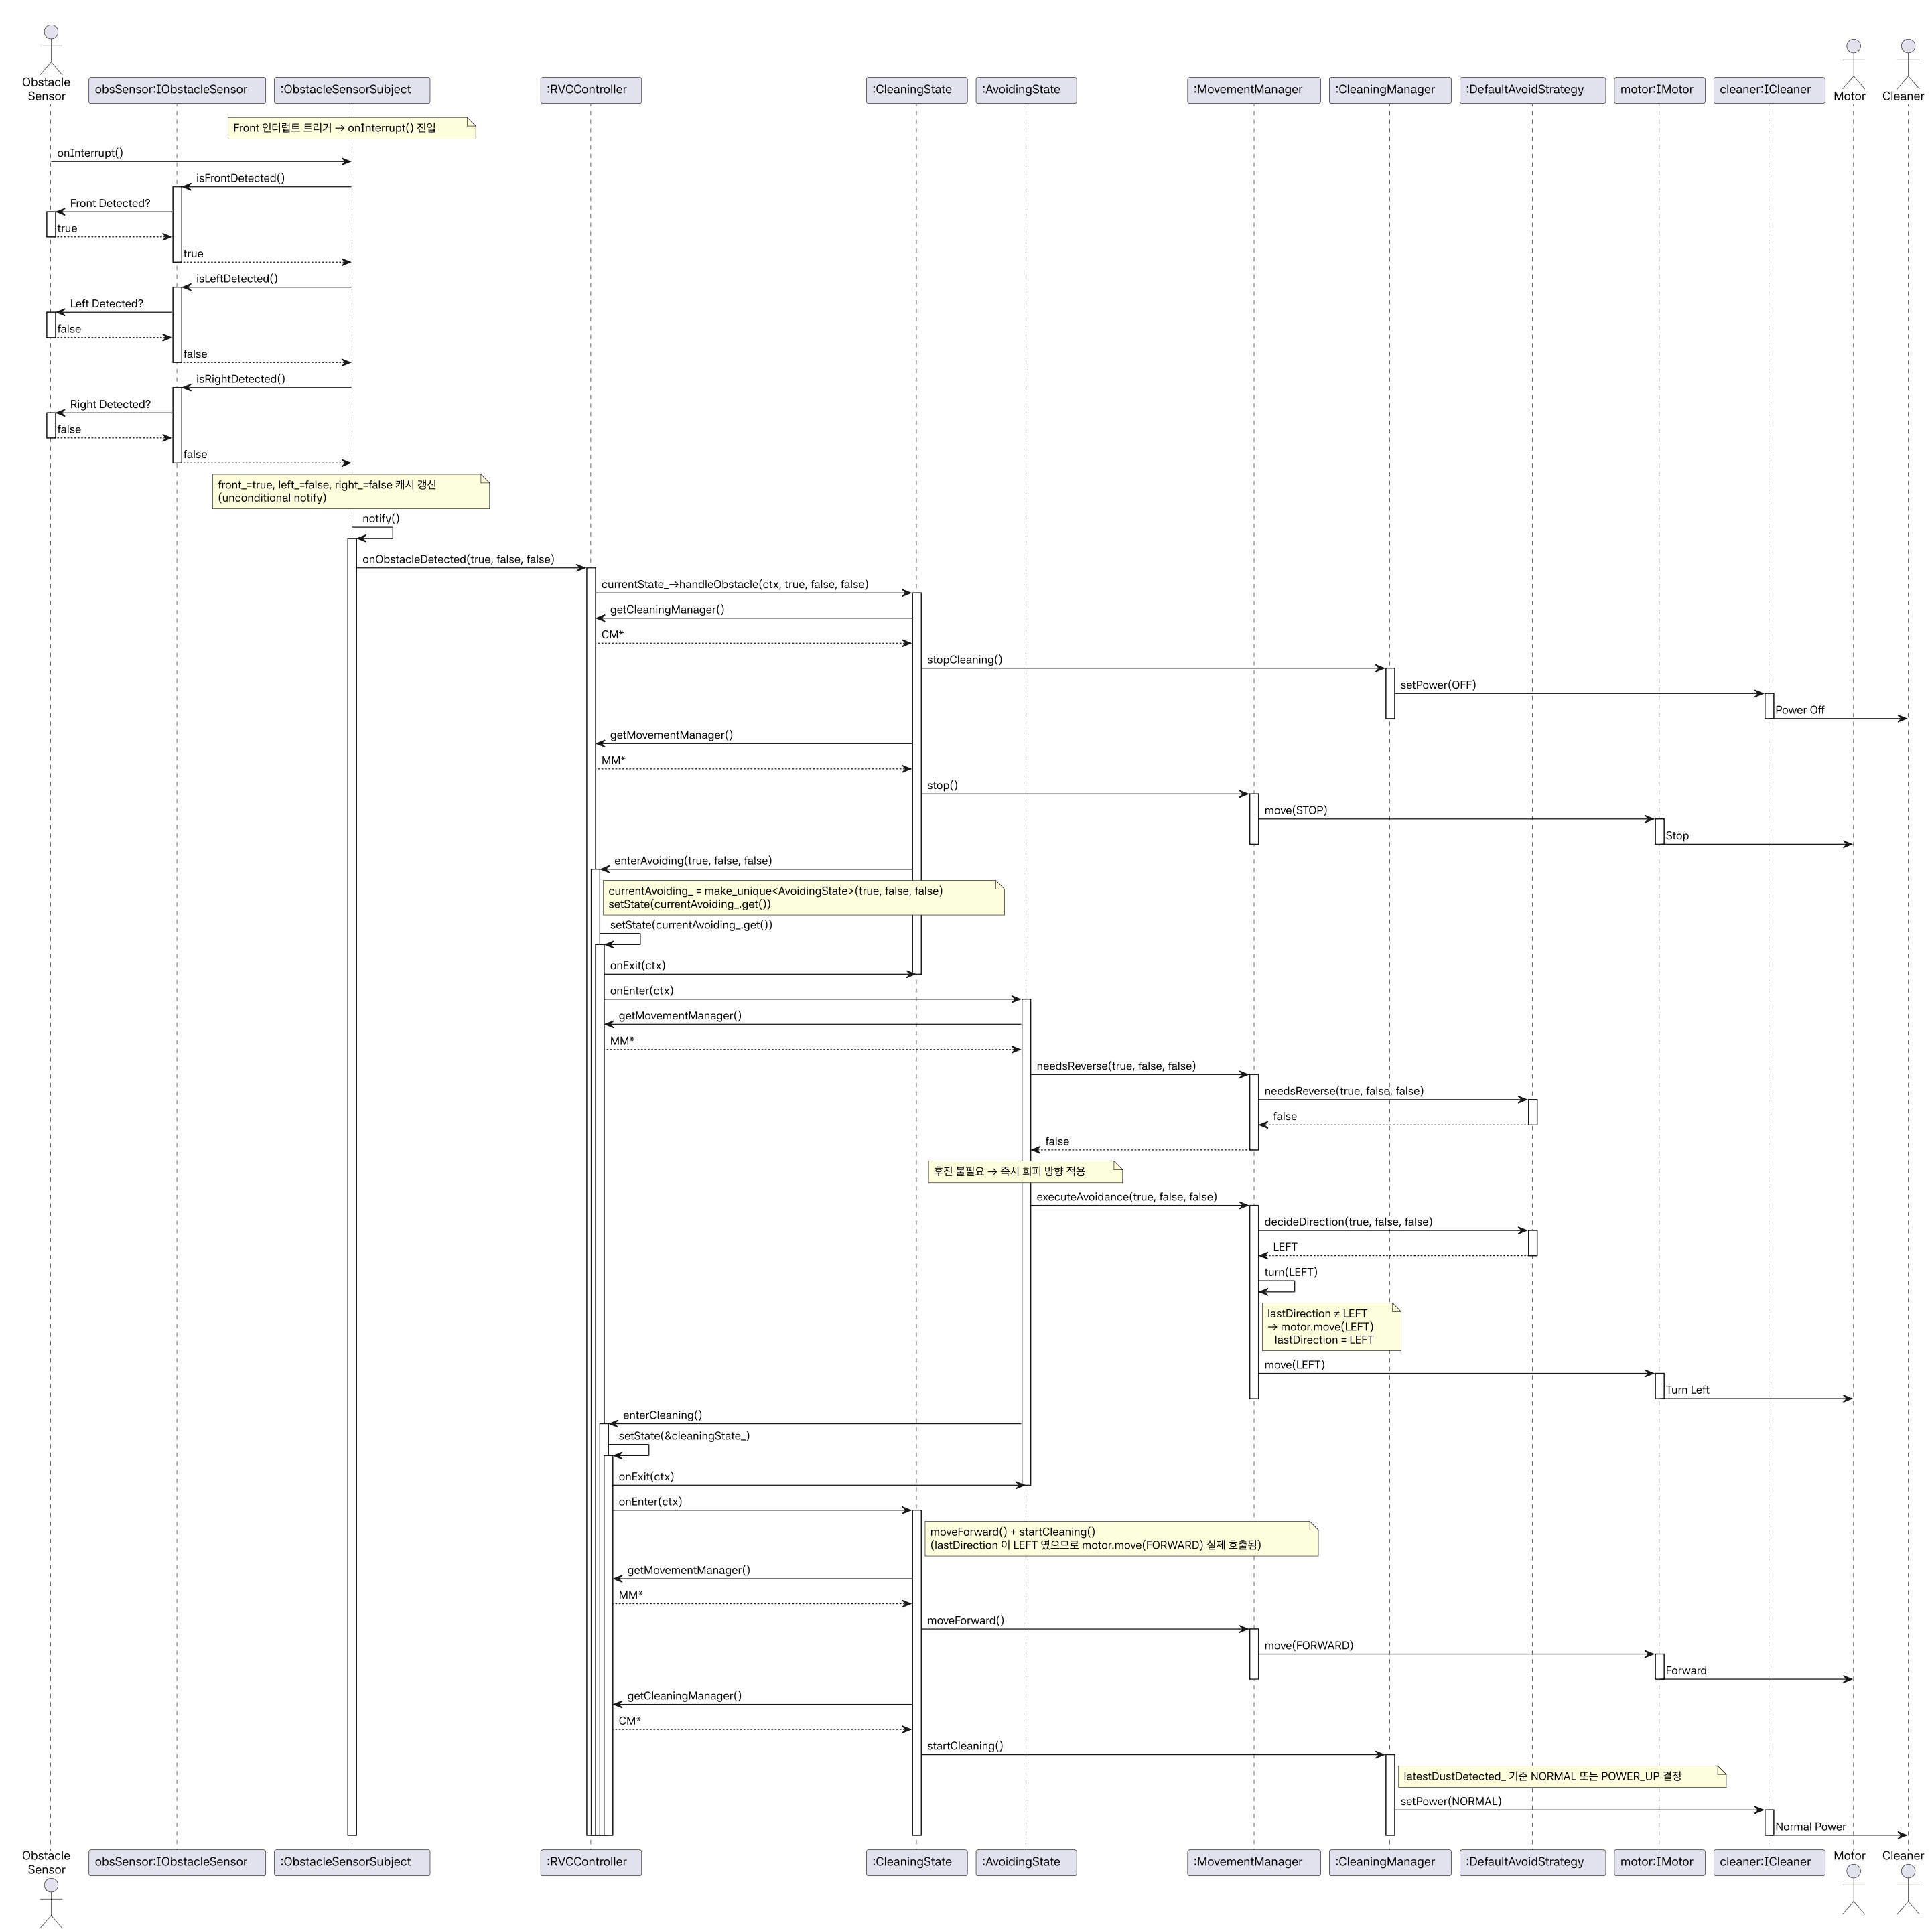 Obstacle
Sensor
obsSensor:IObstacleSensor
:ObstacleSensorSubject
:RVCController
:CleaningState
:AvoidingState
:MovementManager
:CleaningManager
:DefaultAvoidStrategy
motor:IMotor
cleaner:ICleaner
Motor
Cleaner
Front 인터럽트 트리거 → onInterrupt() 진입
onInterrupt()
isFrontDetected()
Front Detected?
true
true
isLeftDetected()
Left Detected?
false
false
isRightDetected()
Right Detected?
false
false
front_=true, left_=false, right_=false 캐시 갱신
(unconditional notify)
notify()
onObstacleDetected(true, false, false)
currentState_→handleObstacle(ctx, true, false, false)
getCleaningManager()
CM*
stopCleaning()
setPower(OFF)
Power Off
getMovementManager()
MM*
stop()
move(STOP)
Stop
enterAvoiding(true, false, false)
currentAvoiding_ = make_unique<AvoidingState>(true, false, false)
setState(currentAvoiding_.get())
setState(currentAvoiding_.get())
onExit(ctx)
onEnter(ctx)
getMovementManager()
MM*
needsReverse(true, false, false)
needsReverse(true, false, false)
false
false
후진 불필요 → 즉시 회피 방향 적용
executeAvoidance(true, false, false)
decideDirection(true, false, false)
LEFT
turn(LEFT)
lastDirection ≠ LEFT
→ motor.move(LEFT)
lastDirection = LEFT
move(LEFT)
Turn Left
enterCleaning()
setState(&cleaningState_)
onExit(ctx)
onEnter(ctx)
moveForward() + startCleaning()
(lastDirection 이 LEFT 였으므로 motor.move(FORWARD) 실제 호출됨)
getMovementManager()
MM*
moveForward()
move(FORWARD)
Forward
getCleaningManager()
CM*
startCleaning()
latestDustDetected_ 기준 NORMAL 또는 POWER_UP 결정
setPower(NORMAL)
Normal Power
Obstacle
Sensor
obsSensor:IObstacleSensor
:ObstacleSensorSubject
:RVCController
:CleaningState
:AvoidingState
:MovementManager
:CleaningManager
:DefaultAvoidStrategy
motor:IMotor
cleaner:ICleaner
Motor
Cleaner